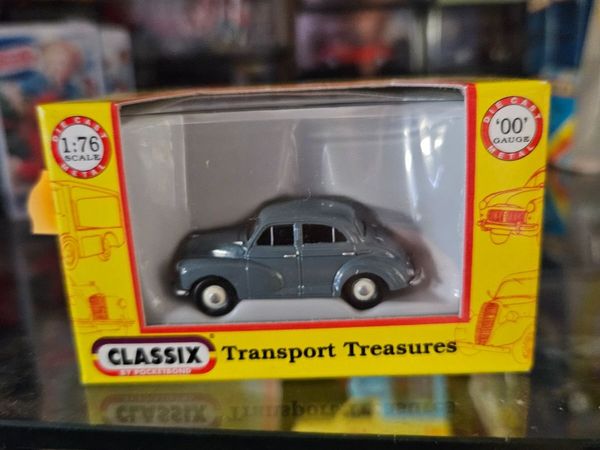 DIE CAST
1:76
SCALE
METAL
DIE CAST
'00'
GAUGE
METAL
CLASSIX
BY POCKETBOND
Transport Treasures